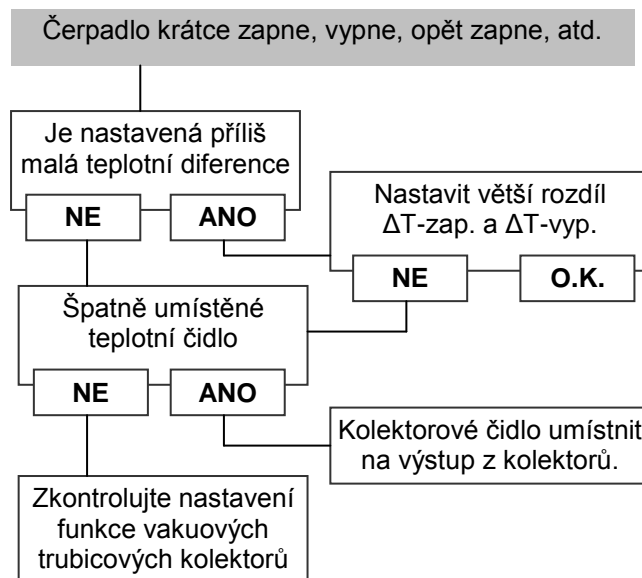 Čerpadlo krátce zapne, vypne, opět zapne, atd.
Je nastavená příliš
malá teplotní diference
NE ANO
Nastavit větší rozdíl
ΔT-zap. a ΔT-vyp.
NE O.K.
Špatně umístěné
teplotní čidlo
NE ANO
Kolektorové čidlo umístnit
na výstup z kolektorů.
Zkontrolujte nastavení
funkce vakuových
trubicových kolektorů